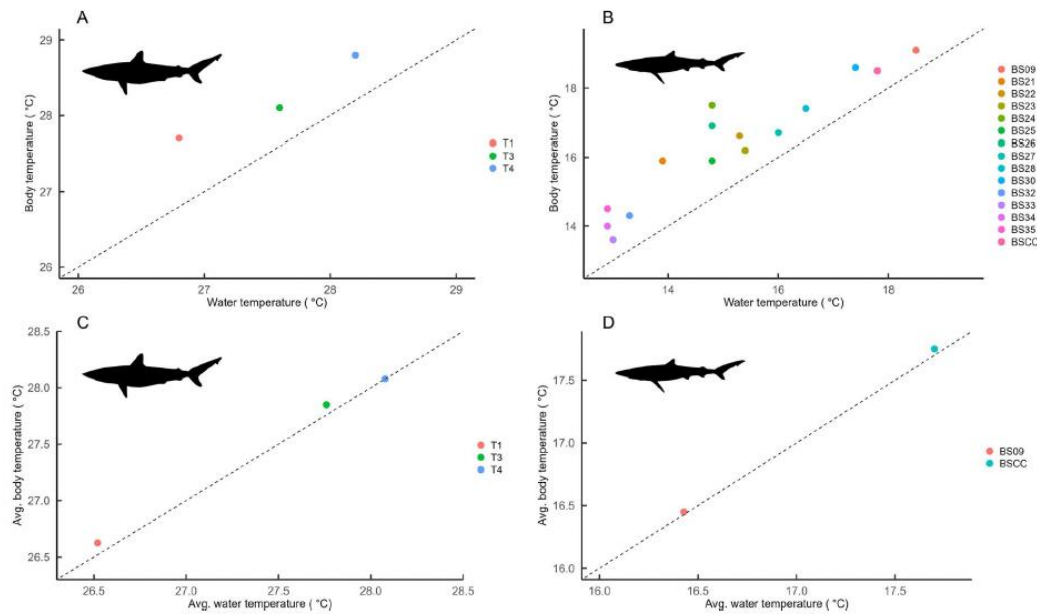 A
29
28
27
26
Body temperature ( °C)
26
27
28
29
Water temperature ( °C)
T1
T3
T4
B
18
16
14
Body temperature ( °C)
14
16
18
Water temperature ( °C)
BS09
BS21
BS22
BS23
BS24
BS25
BS26
BS27
BS28
BS30
BS32
BS33
BS34
BS35
BSCC
C
28.5
28.0
27.5
27.0
26.5
Avg. body temperature ( °C)
26.5
27.0
27.5
28.0
28.5
Avg. water temperature ( °C)
T1
T3
T4
D
17.5
17.0
16.5
16.0
Avg. body temperature ( °C)
16.0
16.5
17.0
17.5
Avg. water temperature ( °C)
BS09
BSCC